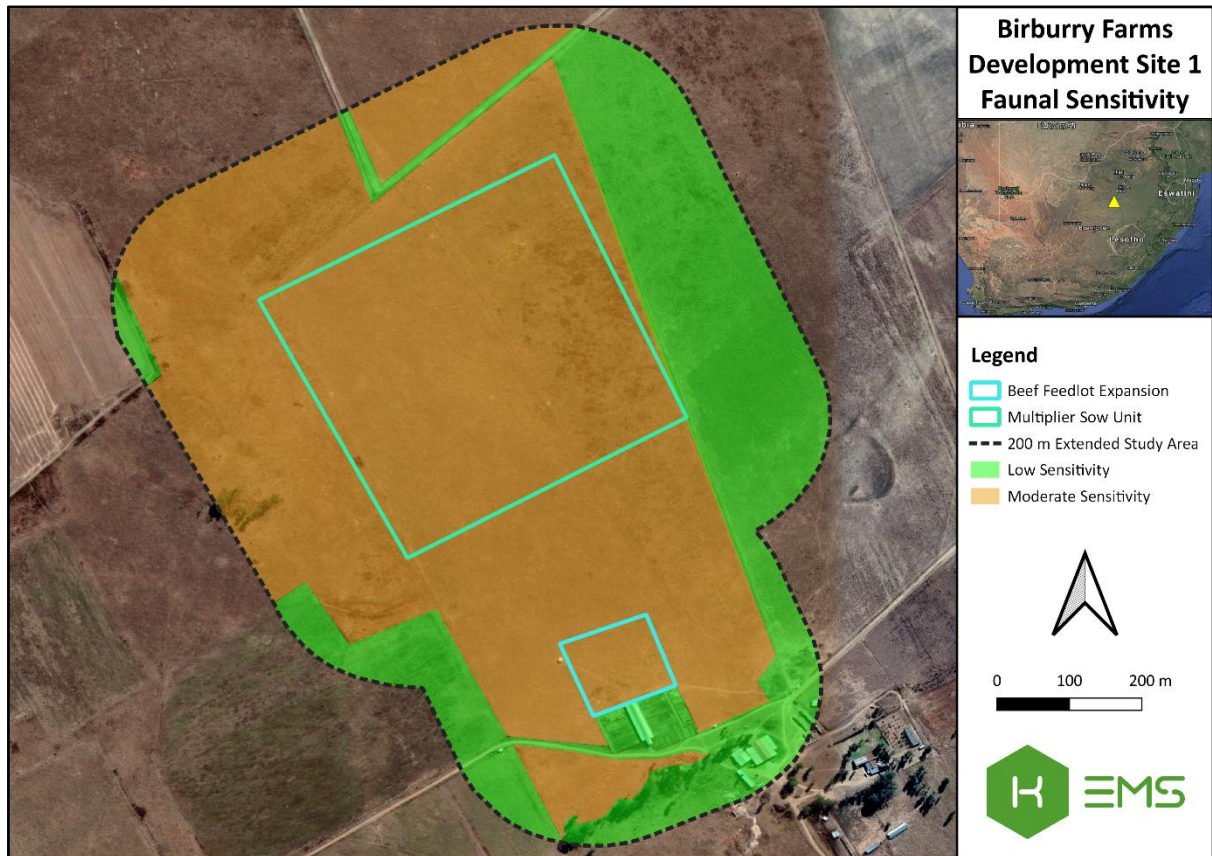 Birburry Farms
Development Site 1
Faunal Sensitivity
Eswatini
Lesotho
Legend
Beef Feedlot Expansion
Multiplier Sow Unit
200 m Extended Study Area
Low Sensitivity
Moderate Sensitivity
0 100 200 m
K EMS